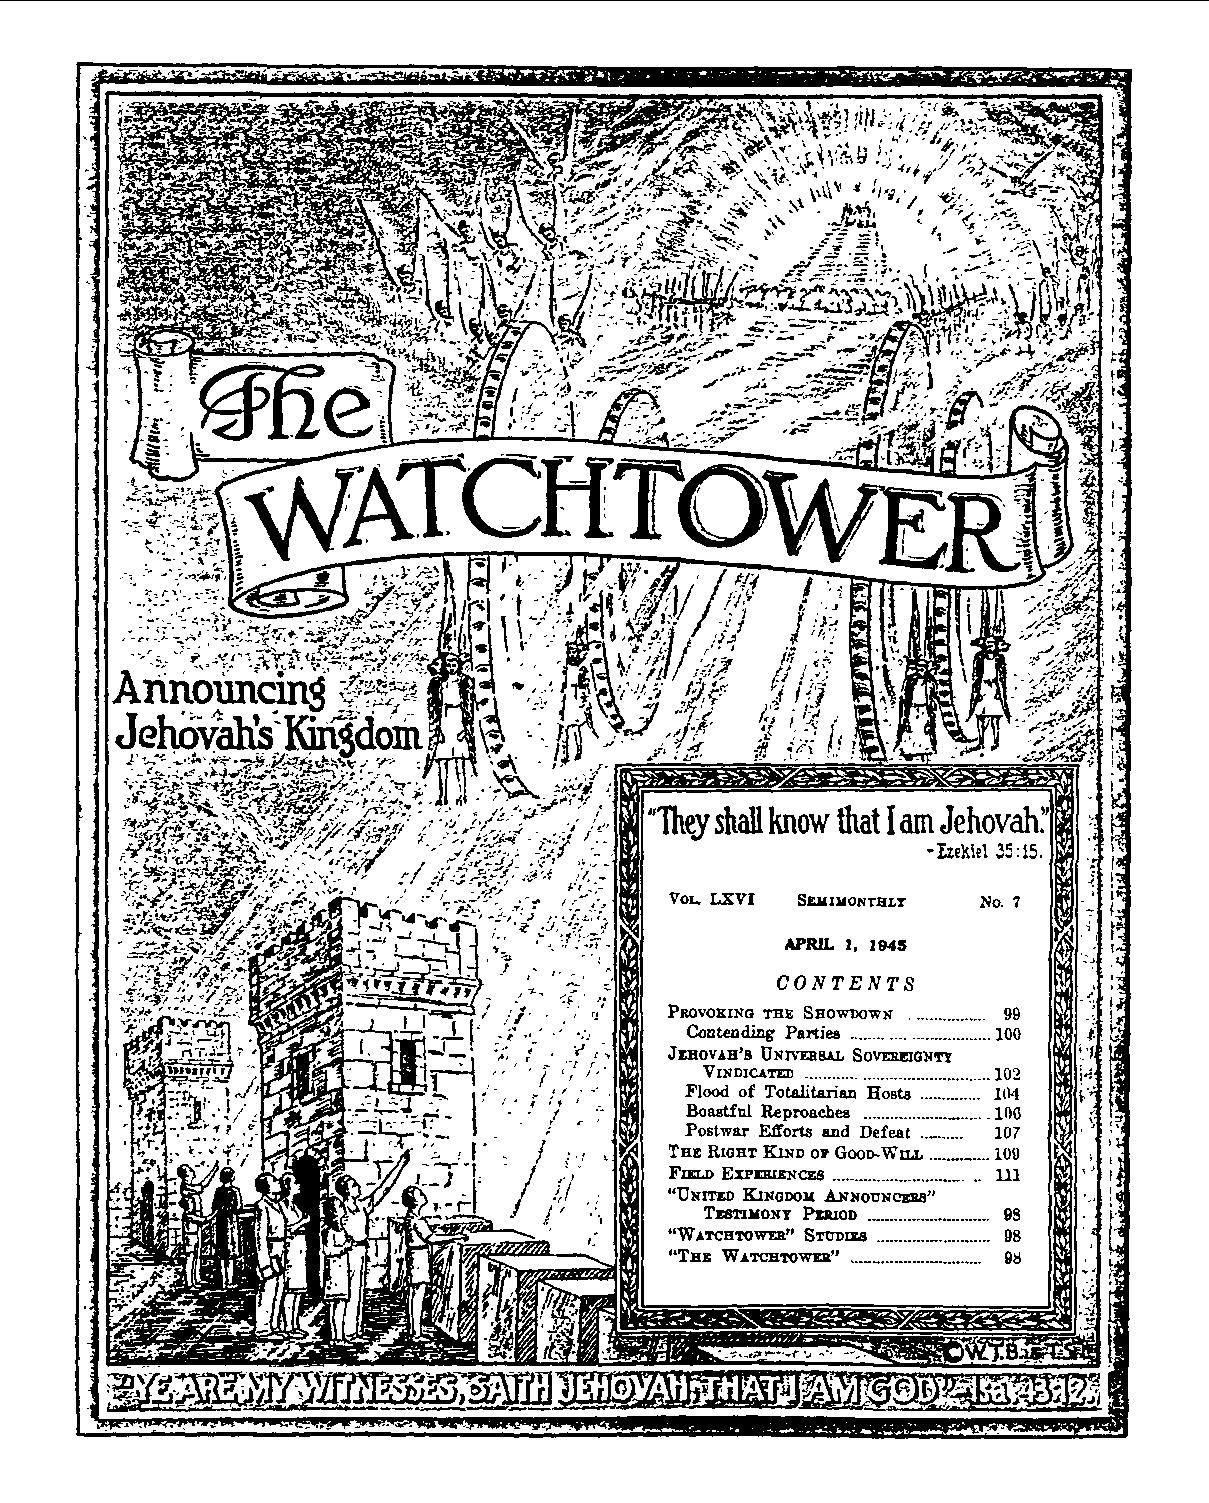 The
WATCHTOWER
Announcing
Jehovah's Kingdom
"They shall know that I am Jehovah."
-Ezekiel 35:15.
VOL. LXVI SEMIMONTHLY No. 7
APRIL 1, 1945
CONTENTS
PROVOKING THE SHOWDOWN ............... 99
Contending Parties ........................... 100
JEHOVAH'S UNIVERSAL SOVEREIGNTY
VINDICATED ................................... 102
Flood of Totalitarian Hosts ............ 104
Boastful Reproaches ........................ 106
Postwar Efforts and Defeat ......... 107
THE RIGHT KIND OF GOOD-WILL ............ 109
FIELD EXPERIENCES ........................... 111
"UNITED KINGDOM ANNOUNCERS"
TESTIMONY PERIOD ........................ 98
"WATCHTOWER" STUDIES ........................ 98
"THE WATCHTOWER" ........................... 98
©W.T.B.&T.S.
"YE ARE MY WITNESSES, SAITH JEHOVAH, THAT I AM GOD."-Isa. 43:12.